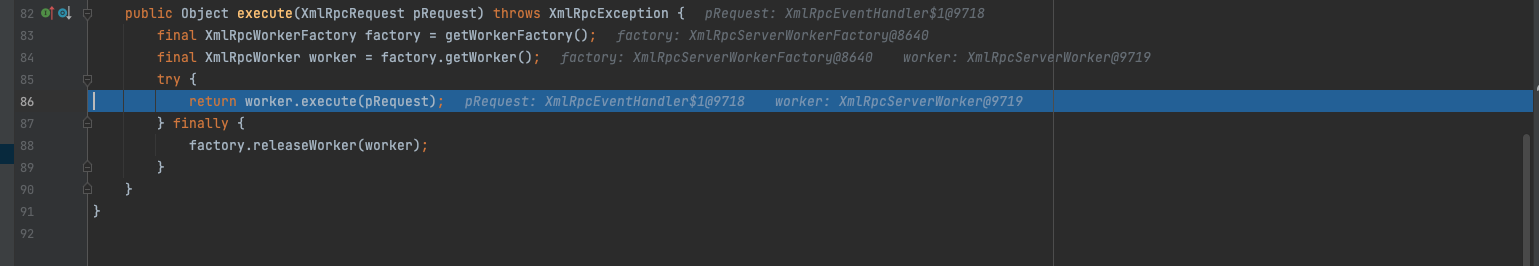 82 public Object execute(XmlRpcRequest pRequest) throws XmlRpcException { pRequest: XmlRpcEventHandler$1@9718
83 final XmlRpcWorkerFactory factory = getWorkerFactory(); factory: XmlRpcServerWorkerFactory@8640
84 final XmlRpcWorker worker = factory.getWorker(); factory: XmlRpcServerWorkerFactory@8640 worker: XmlRpcServerWorker@9719
85 try {
86 return worker.execute(pRequest); pRequest: XmlRpcEventHandler$1@9718 worker: XmlRpcServerWorker@9719
87 } finally {
88 factory.releaseWorker(worker);
89 }
90 }
91 }
92